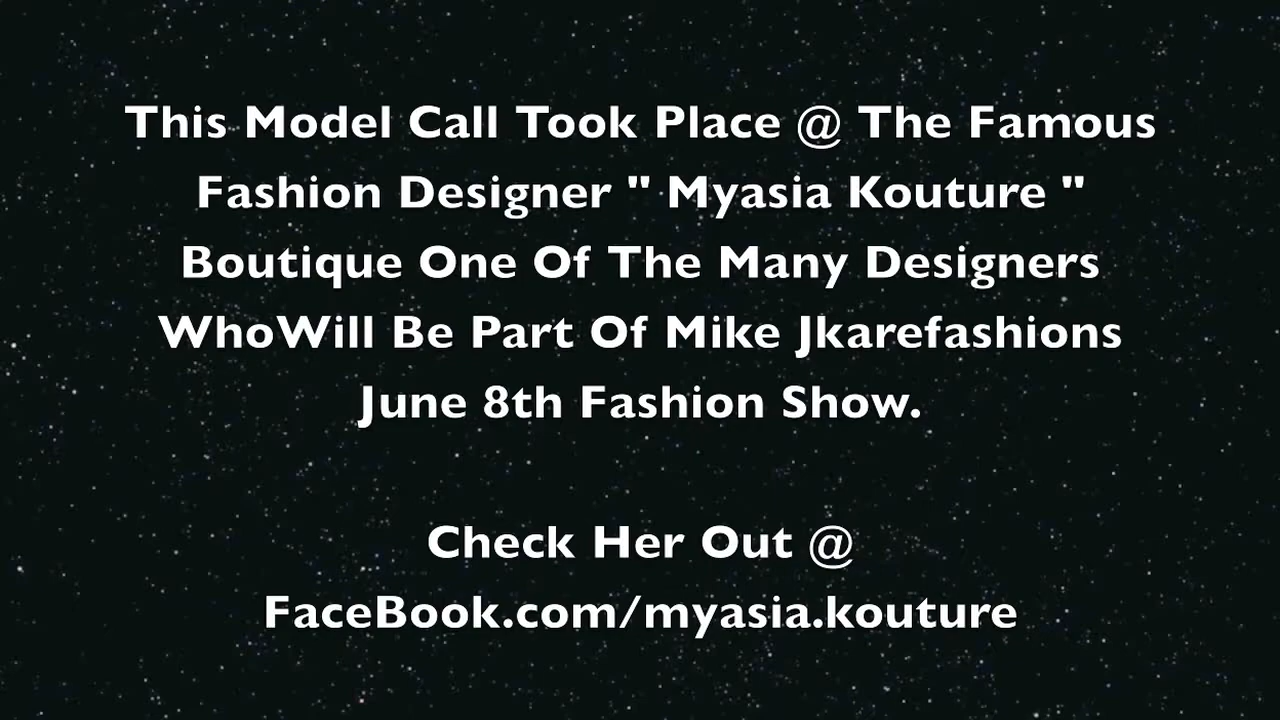 This Model Call Took Place @ The Famous
Fashion Designer " Myasia Kouture "
Boutique One Of The Many Designers
WhoWill Be Part Of Mike Jkarefashions
June 8th Fashion Show.
Check Her Out @
FaceBook.com/myasia.kouture